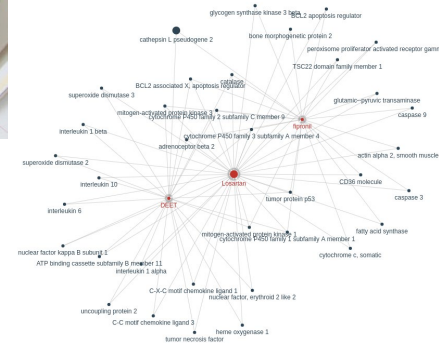 glycogen synthase kinase 3 beta
BCL2 apoptosis regulator
cathepsin L pseudogene 2
bone morphogenetic protein 2
peroxisome proliferator activated receptor gamm
TSC22 domain family member 1
catalase
BCL2 associated X, apoptosis regulator
superoxide dismutase 3
glutamic–pyruvic transaminase
mitogen-activated protein kinase 3
cytochrome P450 family 2 subfamily C member 9
caspase 9
fipronil
interleukin 1 beta
cytochrome P450 family 3 subfamily A member 4
adrenoceptor beta 2
actin alpha 2, smooth muscle
superoxide dismutase 2
CD36 molecule
interleukin 10
Losartan
caspase 3
tumor protein p53
DEET
interleukin 6
fatty acid synthase
mitogen-activated protein kinase 1
cytochrome P450 family 1 subfamily A member 1
nuclear factor kappa B subunit 1
cytochrome c, somatic
ATP binding cassette subfamily B member 11
interleukin 1 alpha
C-X-C motif chemokine ligand 1
nuclear factor, erythroid 2 like 2
uncoupling protein 2
C-C motif chemokine ligand 3
heme oxygenase 1
tumor necrosis factor